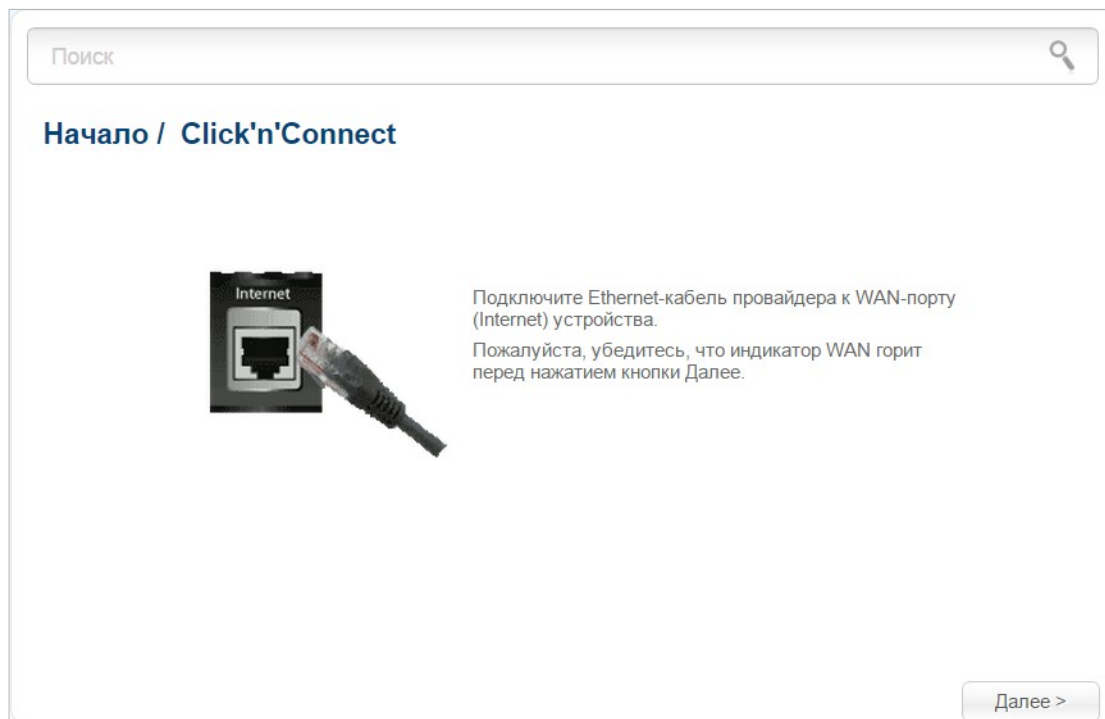 Поиск
Начало / Click'n'Connect
Internet
Подключите Ethernet-кабель провайдера к WAN-порту
(Internet) устройства.
Пожалуйста, убедитесь, что индикатор WAN горит
перед нажатием кнопки Далее.
Далее >